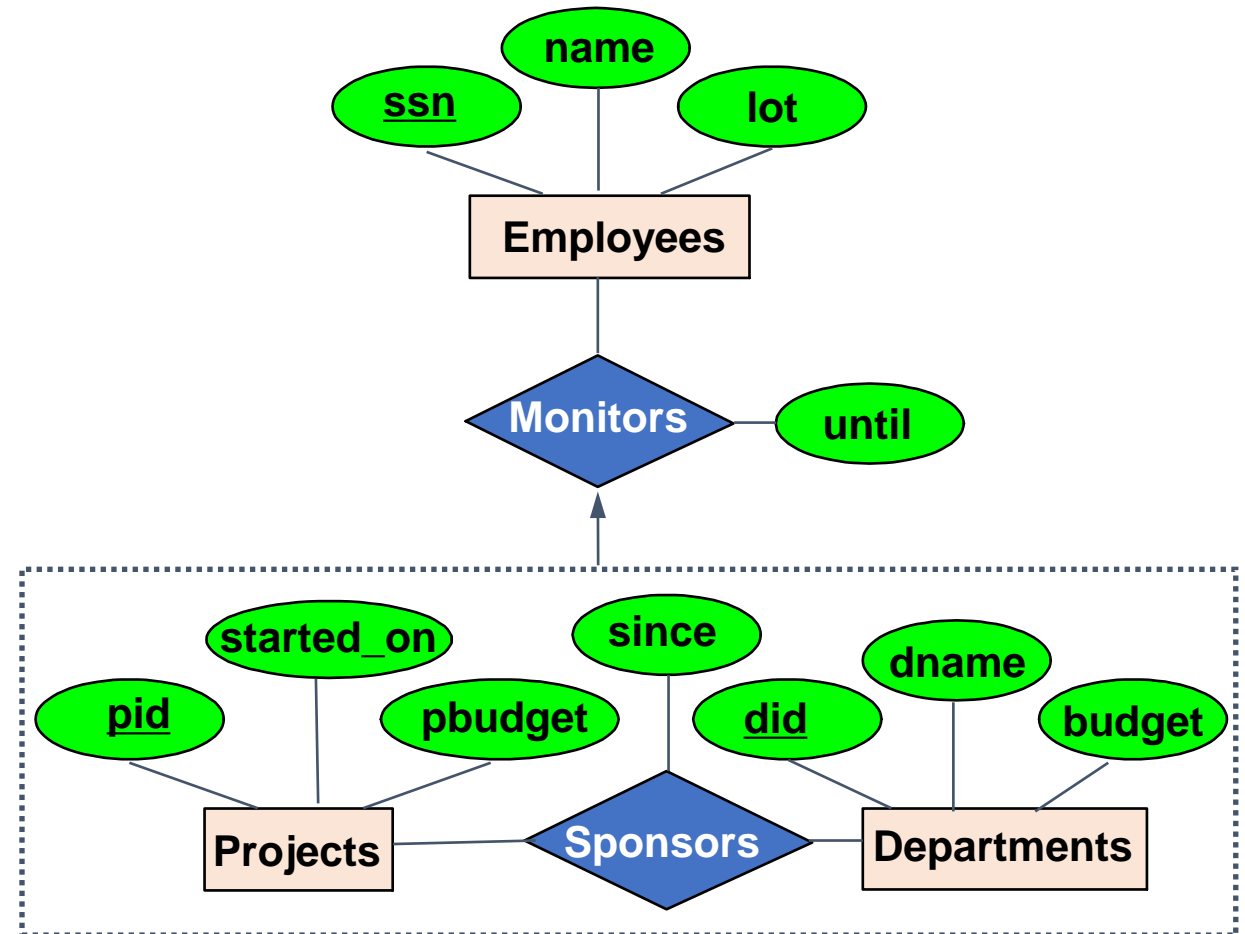 name
ssn
lot
Employees
Monitors
until
started_on
since
dname
pid
pbudget
did
budget
Projects
Sponsors
Departments